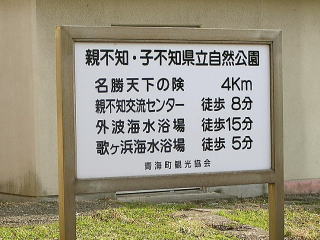 親不知・子不知県立自然公園
名勝天下の険 4Km
親不知交流センター 徒歩 8分
外波海水浴場 徒歩15分
歌ヶ浜海水浴場 徒歩 5分
青海町観光協会